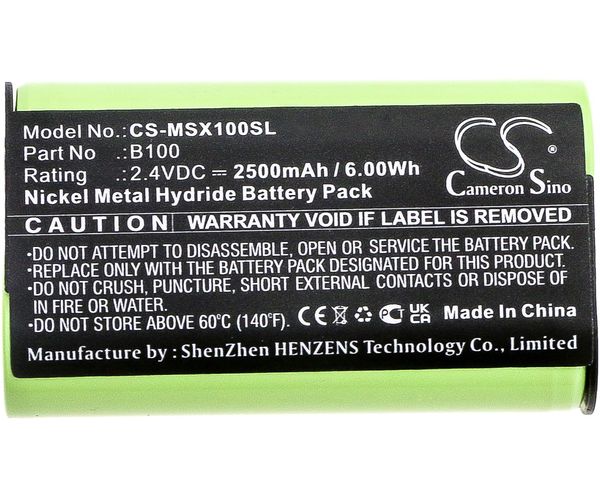 Model No.: CS-MSX100SL
Part No .: B100
Rating .: 2.4VDC ⎓ 2500mAh / 6.00Wh
Nickel Metal Hydride Battery Pack
CS
Cameron Sino
®
CAUTION WARRANTY VOID IF LABEL IS REMOVED
•DO NOT ATTEMPT TO DISASSEMBLE, OPEN OR SERVICE THE BATTERY PACK.
•REPLACE ONLY WITH THE BATTERY PACK DESIGNATED FOR YOUR PRODUCT.
•DO NOT CRUSH, PUNCTURE, SHORT EXTERNAL CONTACTS OR DISPOSE OF
IN FIRE OR WATER.
•DO NOT STORE ABOVE 60°C (140°F). CE UK CA Made In China
Manufacture by : ShenZhen HENZENS Technology Co., Limited